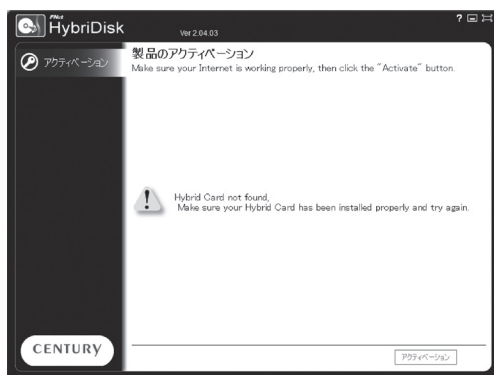 FNet
HybriDisk
Ver 2.04.03
?
アクティベーション
製品のアクティベーション
Make sure your Internet is working properly, then click the "Activate" button.
Hybrid Card not found,
Make sure your Hybrid Card has been installed properly and try again.
CENTURY
アクティベーション